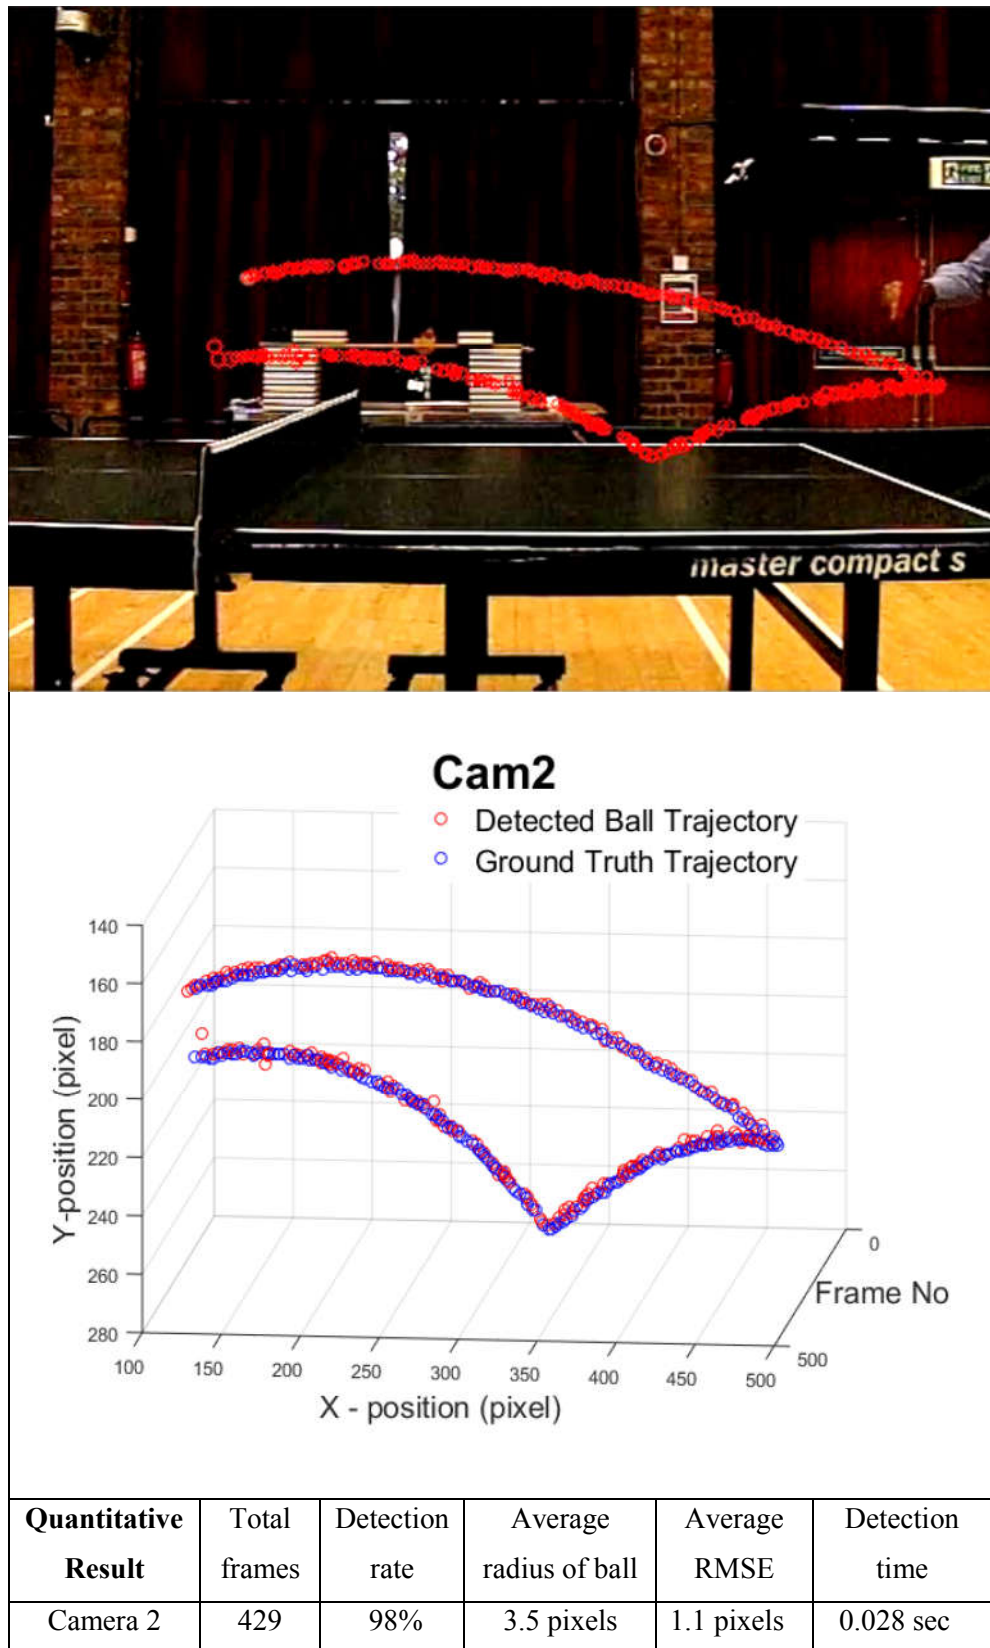 master compact s
Cam2
Detected Ball Trajectory
Ground Truth Trajectory
140
160
180
200
220
240
260
280
Y-position (pixel)
100
150
200
250
300
350
400
450
500
X - position (pixel)
0
500
Frame No
Quantitative Result Total frames Detection rate Average radius of ball Average RMSE Detection time
Camera 2 429 98% 3.5 pixels 1.1 pixels 0.028 sec